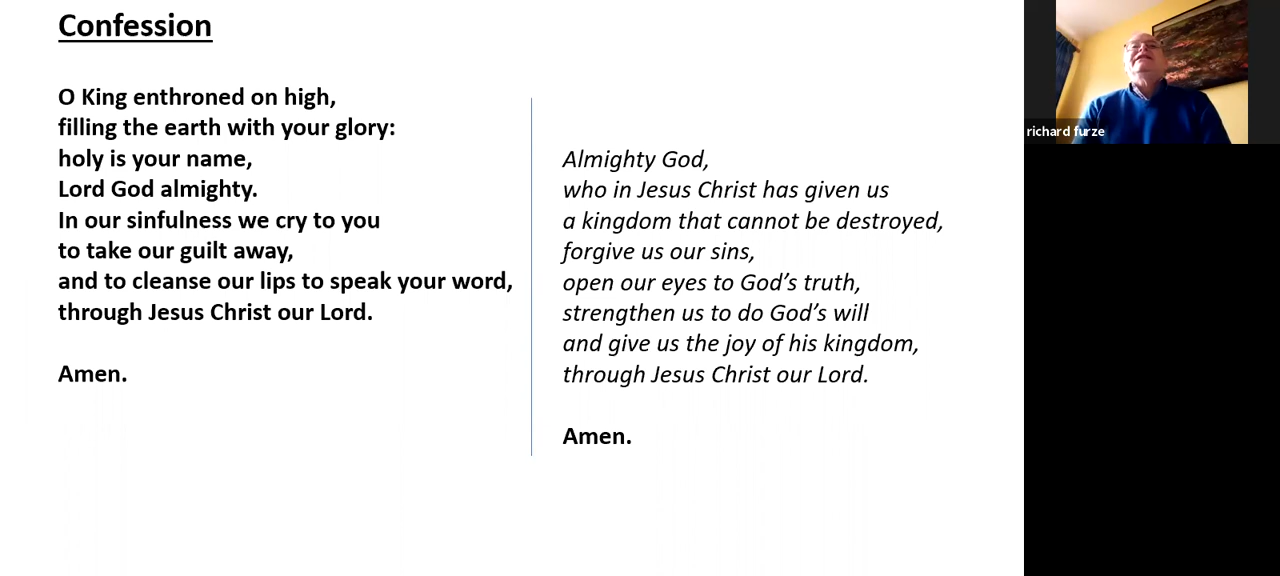 Confession
O King enthroned on high,
filling the earth with your glory:
holy is your name,
Lord God almighty.
In our sinfulness we cry to you
to take our guilt away,
and to cleanse our lips to speak your word,
through Jesus Christ our Lord.
Amen.
Almighty God,
who in Jesus Christ has given us
a kingdom that cannot be destroyed,
forgive us our sins,
open our eyes to God’s truth,
strengthen us to do God’s will
and give us the joy of his kingdom,
through Jesus Christ our Lord.
Amen.
richard furze